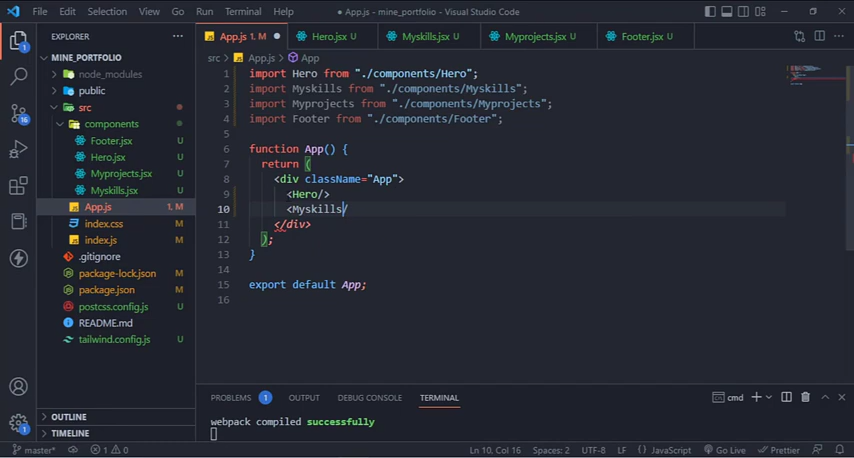 File Edit Selection View Go Run Terminal Help ● App.js - mine_portfolio - Visual Studio Code
EXPLORER ...
App.js 1, M ● Hero.jsx U Myskills.jsx U Myprojects.jsx U Footer.jsx U
MINE_PORTFOLIO
src > App.js > App
node_modules
public
src
components
Footer.jsx U
Hero.jsx U
Myprojects.jsx U
Myskills.jsx U
App.js 1, M
index.css M
index.js M
.gitignore
package-lock.json M
package.json M
postcss.config.js U
README.md
tailwind.config.js U
OUTLINE
TIMELINE
1
16
1
1 import Hero from "./components/Hero";
2 import Myskills from "./components/Myskills";
3 import Myprojects from "./components/Myprojects";
4 import Footer from "./components/Footer";
5
6 function App() {
7 return (
8 <div className="App">
9 <Hero/>
10 <Myskills/
11 </div>
12 );
13 }
14
15 export default App;
16
PROBLEMS 1 OUTPUT DEBUG CONSOLE TERMINAL cmd
webpack compiled successfully
master* 1 0 Ln 10, Col 16 Spaces: 2 UTF-8 LF { } JavaScript Go Live Prettier